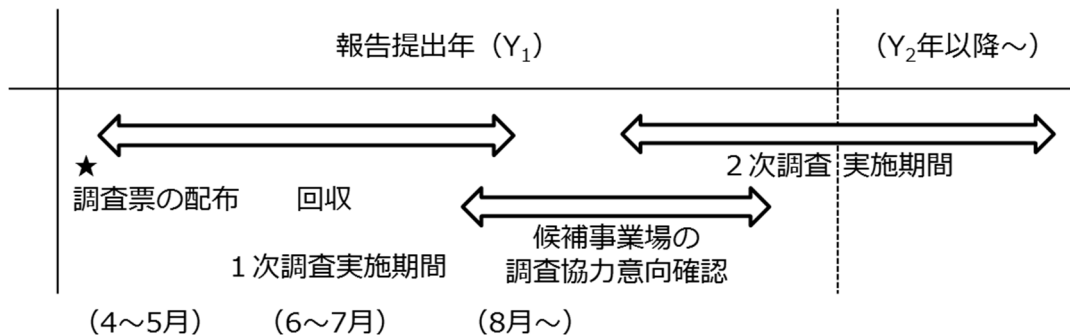 報告提出年（Y₁）
（Y₂年以降～）
★
調査票の配布
回収
２次調査 実施期間
１次調査実施期間
候補事業場の
調査協力意向確認
（4～5月）
（6～7月）
（8月～）